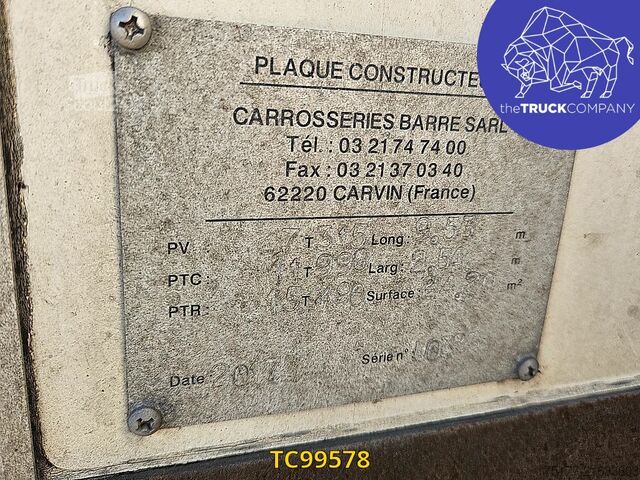 theTRUCKCOMPANY
PLAQUE CONSTRUCTE
CARROSSERIES BARRE SARL
Tél. : 03 21 74 74 00
Fax : 03 21 37 03 40
62220 CARVIN (France)
PV : T Long : m
PTC : T Larg : m
PTR : T Surface : m²
Date Série n° :
TC99578